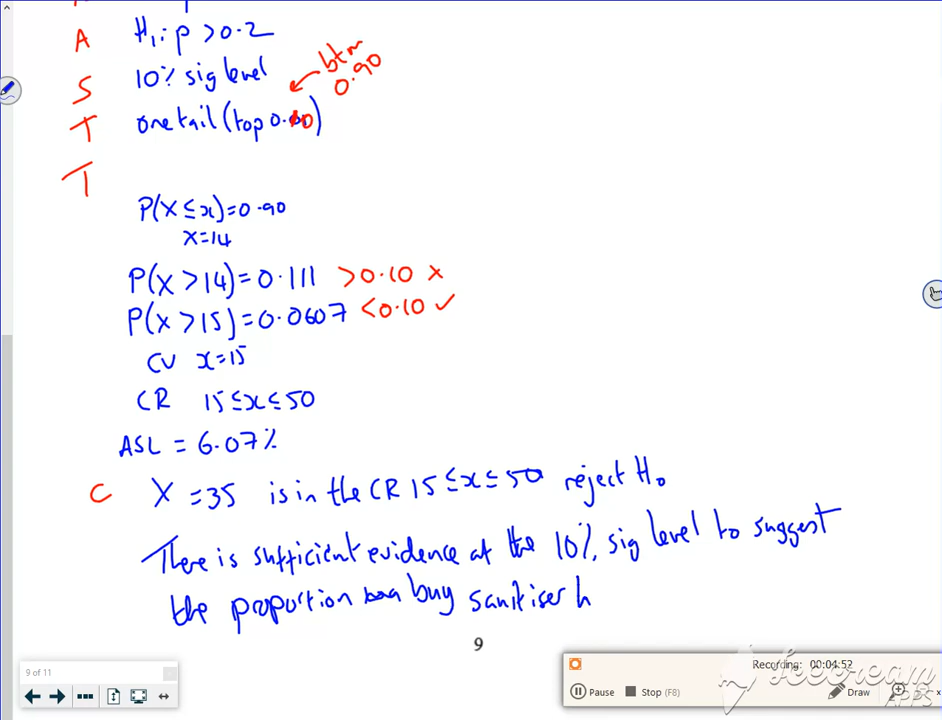 A H₁: p > 0.2
S 10% sig level
btm
0.90
T one tail (top 0.10)
T
P(X ≤ x) = 0.90
x = 14
P(X > 14) = 0.111 > 0.10 ×
P(X > 15) = 0.0607 < 0.10 ✓
CV x = 15
CR 15 ≤ x ≤ 50
ASL = 6.07%
C X = 35 is in the CR 15 ≤ x ≤ 50 reject H₀
There is sufficient evidence at the 10% sig level to suggest
the proportion buy sanitiser h
9
9 of 11
Recording: 00:04:52
Pause Stop (F8) Draw
Icecream
APPS